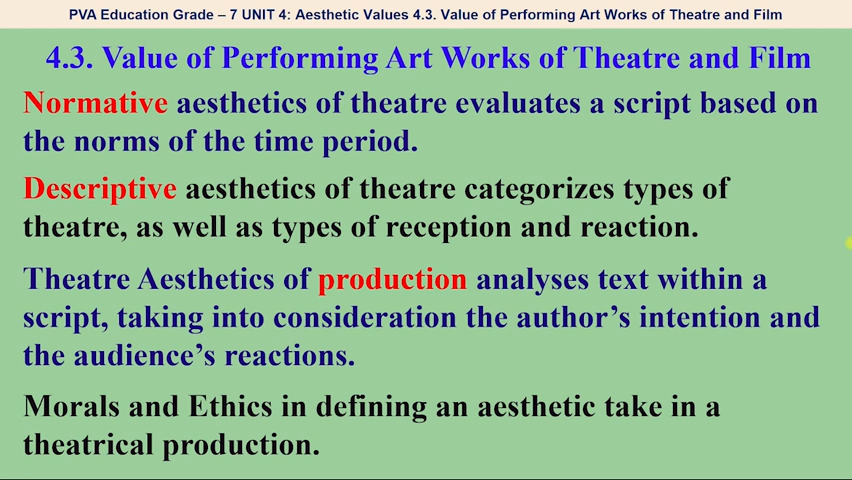 PVA Education Grade – 7 UNIT 4: Aesthetic Values 4.3. Value of Performing Art Works of Theatre and Film
4.3. Value of Performing Art Works of Theatre and Film
Normative aesthetics of theatre evaluates a script based on
the norms of the time period.
Descriptive aesthetics of theatre categorizes types of
theatre, as well as types of reception and reaction.
Theatre Aesthetics of production analyses text within a
script, taking into consideration the author’s intention and
the audience’s reactions.
Morals and Ethics in defining an aesthetic take in a
theatrical production.